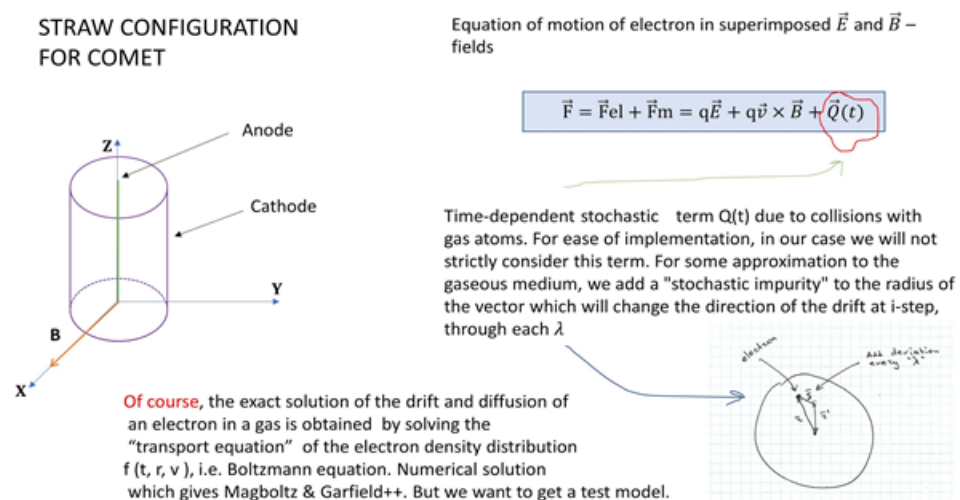 STRAW CONFIGURATION
FOR COMET
Equation of motion of electron in superimposed E⃗ and B⃗ –
fields
F⃗ = F⃗el + F⃗m = qE⃗ + qv⃗ × B⃗ + Q⃗(t)
Z
Anode
Cathode
Y
B
X
Time-dependent stochastic term Q(t) due to collisions with
gas atoms. For ease of implementation, in our case we will not
strictly consider this term. For some approximation to the
gaseous medium, we add a "stochastic impurity" to the radius of
the vector which will change the direction of the drift at i-step,
through each λ
electron
Add deviation
every "λ"
Of course, the exact solution of the drift and diffusion of
an electron in a gas is obtained by solving the
“transport equation” of the electron density distribution
f (t, r, v ), i.e. Boltzmann equation. Numerical solution
which gives Magboltz & Garfield++. But we want to get a test model.